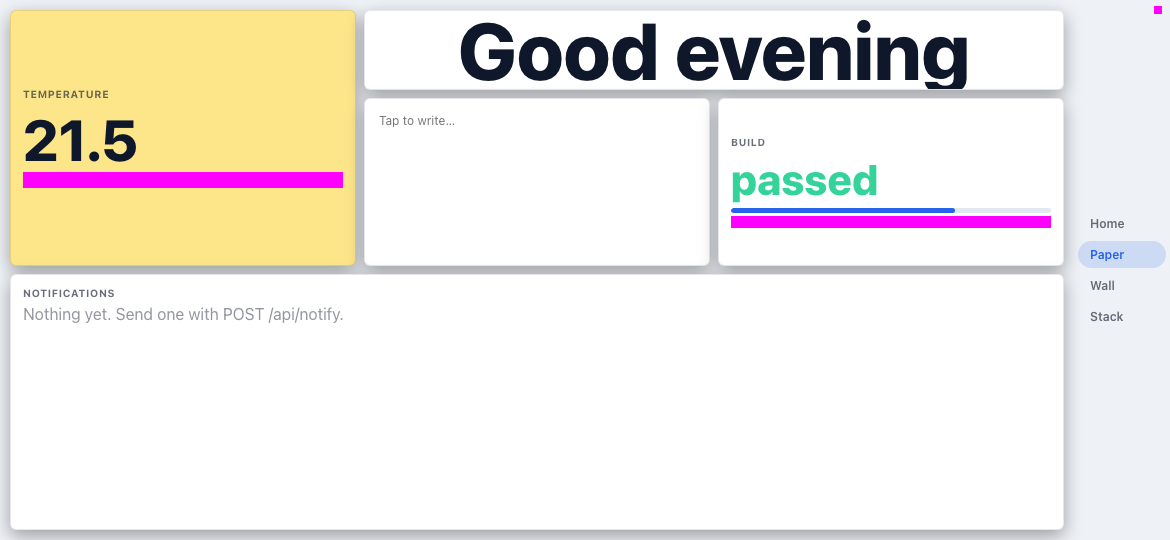 TEMPERATURE
21.5
Good evening
Tap to write...
BUILD
passed
NOTIFICATIONS
Nothing yet. Send one with POST /api/notify.
Home
Paper
Wall
Stack